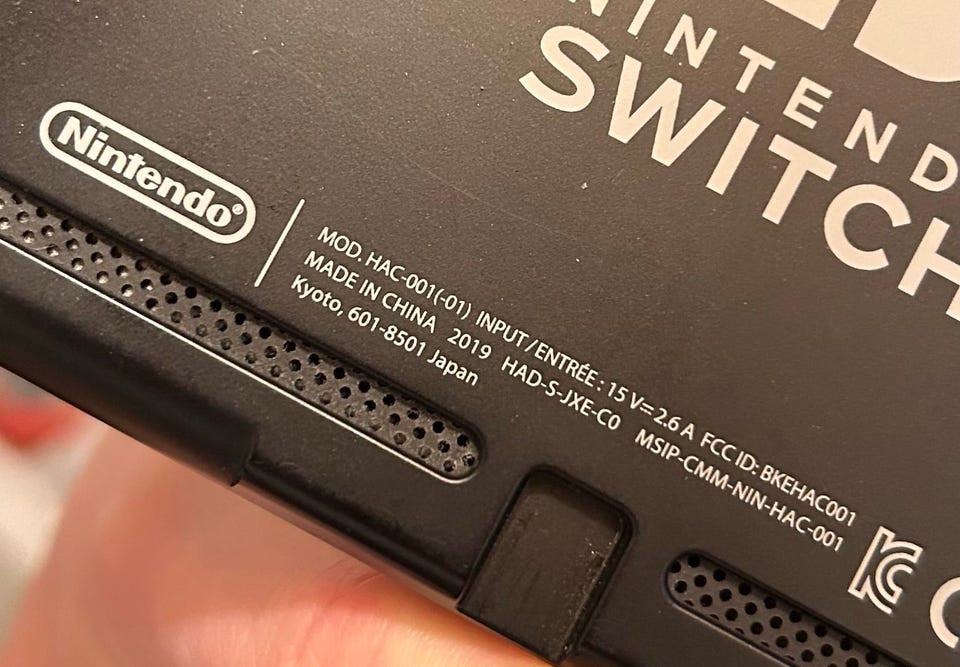 NINTENDO
SWITCH
Nintendo®
MOD. HAC-001(-01) INPUT/ENTRÉE : 15 V⎓2.6 A FCC ID: BKEHAC001
MADE IN CHINA 2019 HAD-S-JXE-C0 MSIP-CMM-NIN-HAC-001
Kyoto, 601-8501 Japan